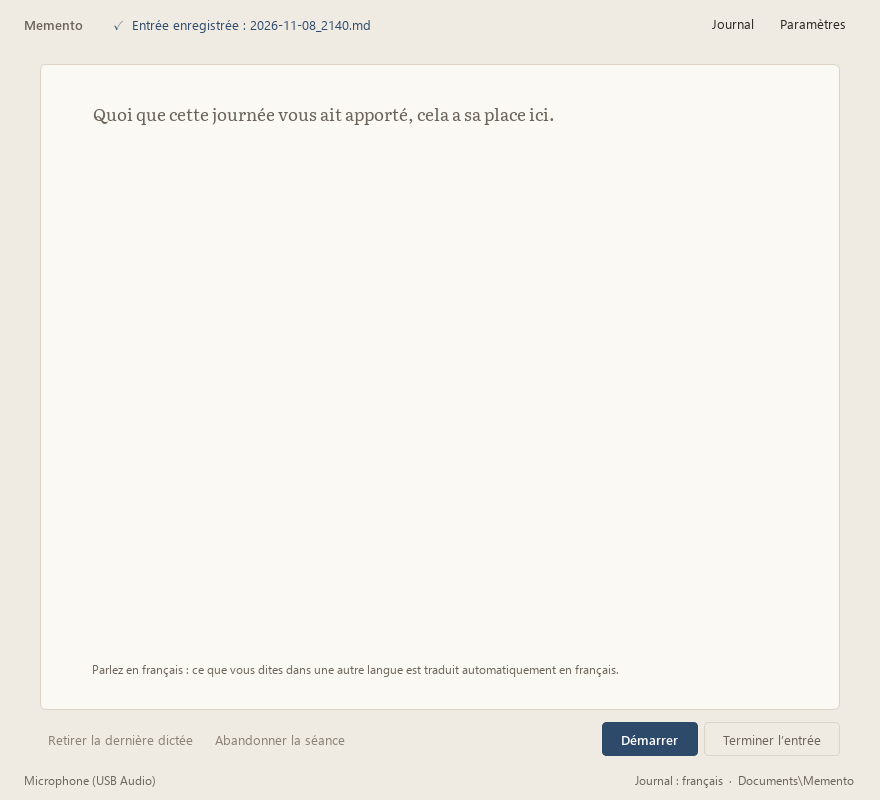 Memento
✓ Entrée enregistrée : 2026-11-08_2140.md
Journal
Paramètres
Quoi que cette journée vous ait apporté, cela a sa place ici.
Parlez en français : ce que vous dites dans une autre langue est traduit automatiquement en français.
Retirer la dernière dictée
Abandonner la séance
Démarrer
Terminer l'entrée
Microphone (USB Audio)
Journal : français · Documents\Memento